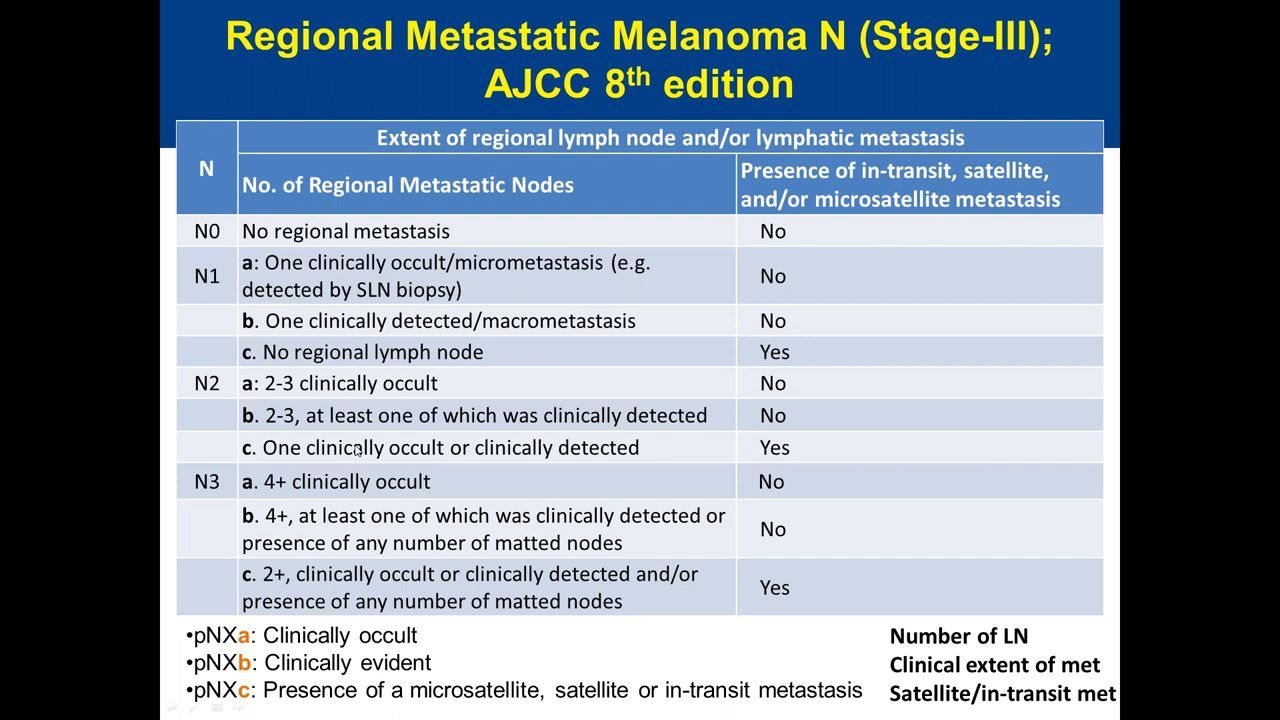 Regional Metastatic Melanoma N (Stage-III);
AJCC 8th edition
N
Extent of regional lymph node and/or lymphatic metastasis
No. of Regional Metastatic Nodes
Presence of in-transit, satellite,
and/or microsatellite metastasis
N0 No regional metastasis No
N1 a: One clinically occult/micrometastasis (e.g.
detected by SLN biopsy) No
b. One clinically detected/macrometastasis No
c. No regional lymph node Yes
N2 a: 2-3 clinically occult No
b. 2-3, at least one of which was clinically detected No
c. One clinically occult or clinically detected Yes
N3 a. 4+ clinically occult No
b. 4+, at least one of which was clinically detected or
presence of any number of matted nodes No
c. 2+, clinically occult or clinically detected and/or
presence of any number of matted nodes Yes
•pNXa: Clinically occult
•pNXb: Clinically evident
•pNXc: Presence of a microsatellite, satellite or in-transit metastasis
Number of LN
Clinical extent of met
Satellite/in-transit met